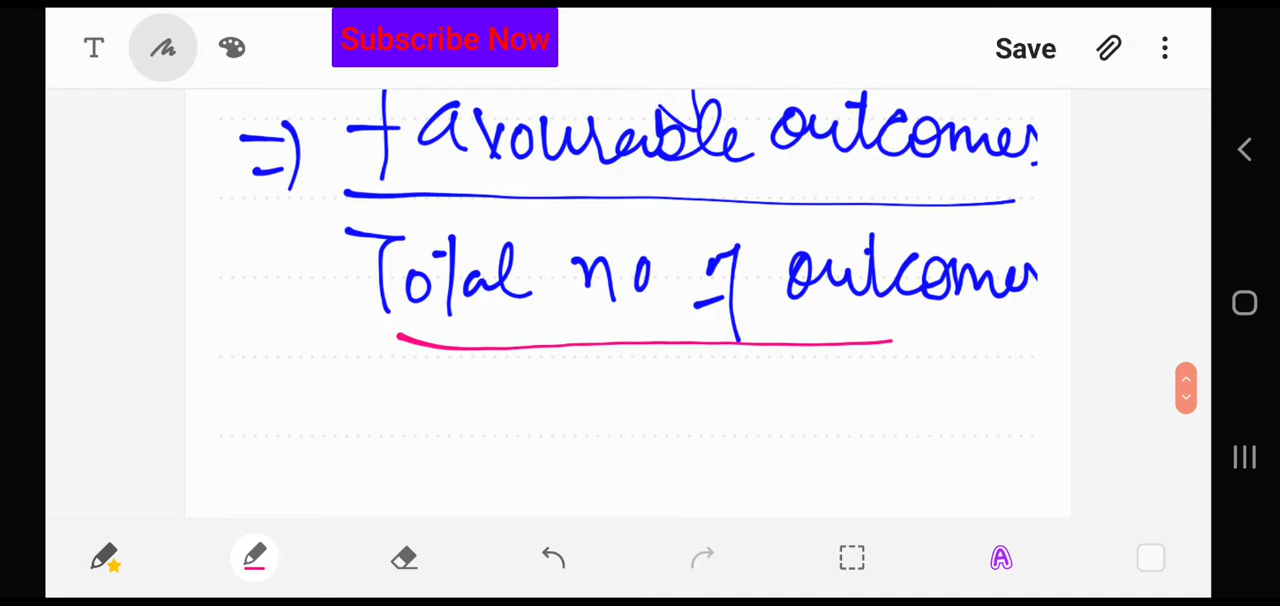 T
Subscribe Now
Save
=) favourable outcomes
Total no of outcomes
A